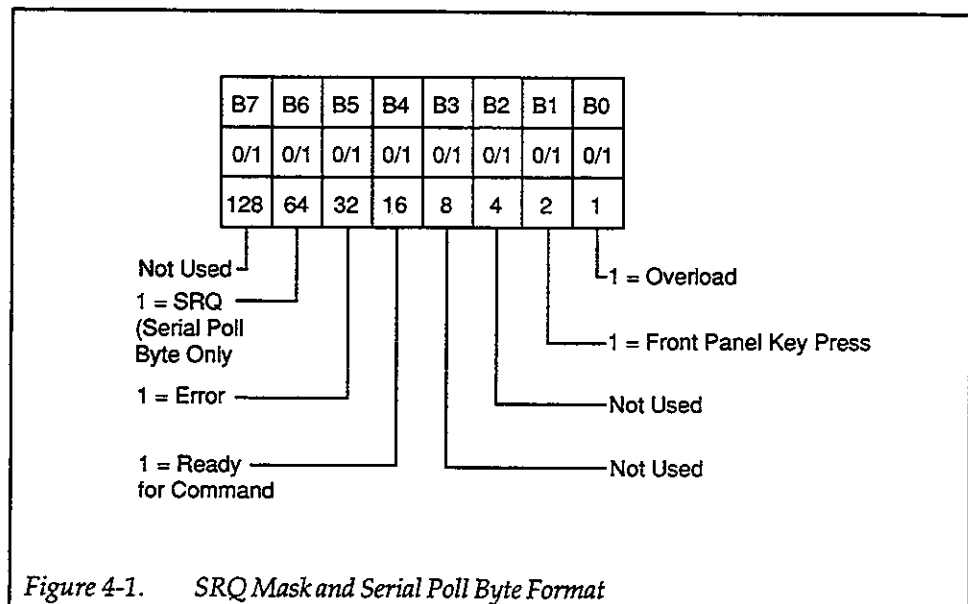 B7 B6 B5 B4 B3 B2 B1 B0
0/1 0/1 0/1 0/1 0/1 0/1 0/1 0/1
128 64 32 16 8 4 2 1
Not Used
1 = SRQ
(Serial Poll
Byte Only
1 = Error
1 = Ready
for Command
1 = Overload
1 = Front Panel Key Press
Not Used
Not Used
Figure 4-1. SRQ Mask and Serial Poll Byte Format